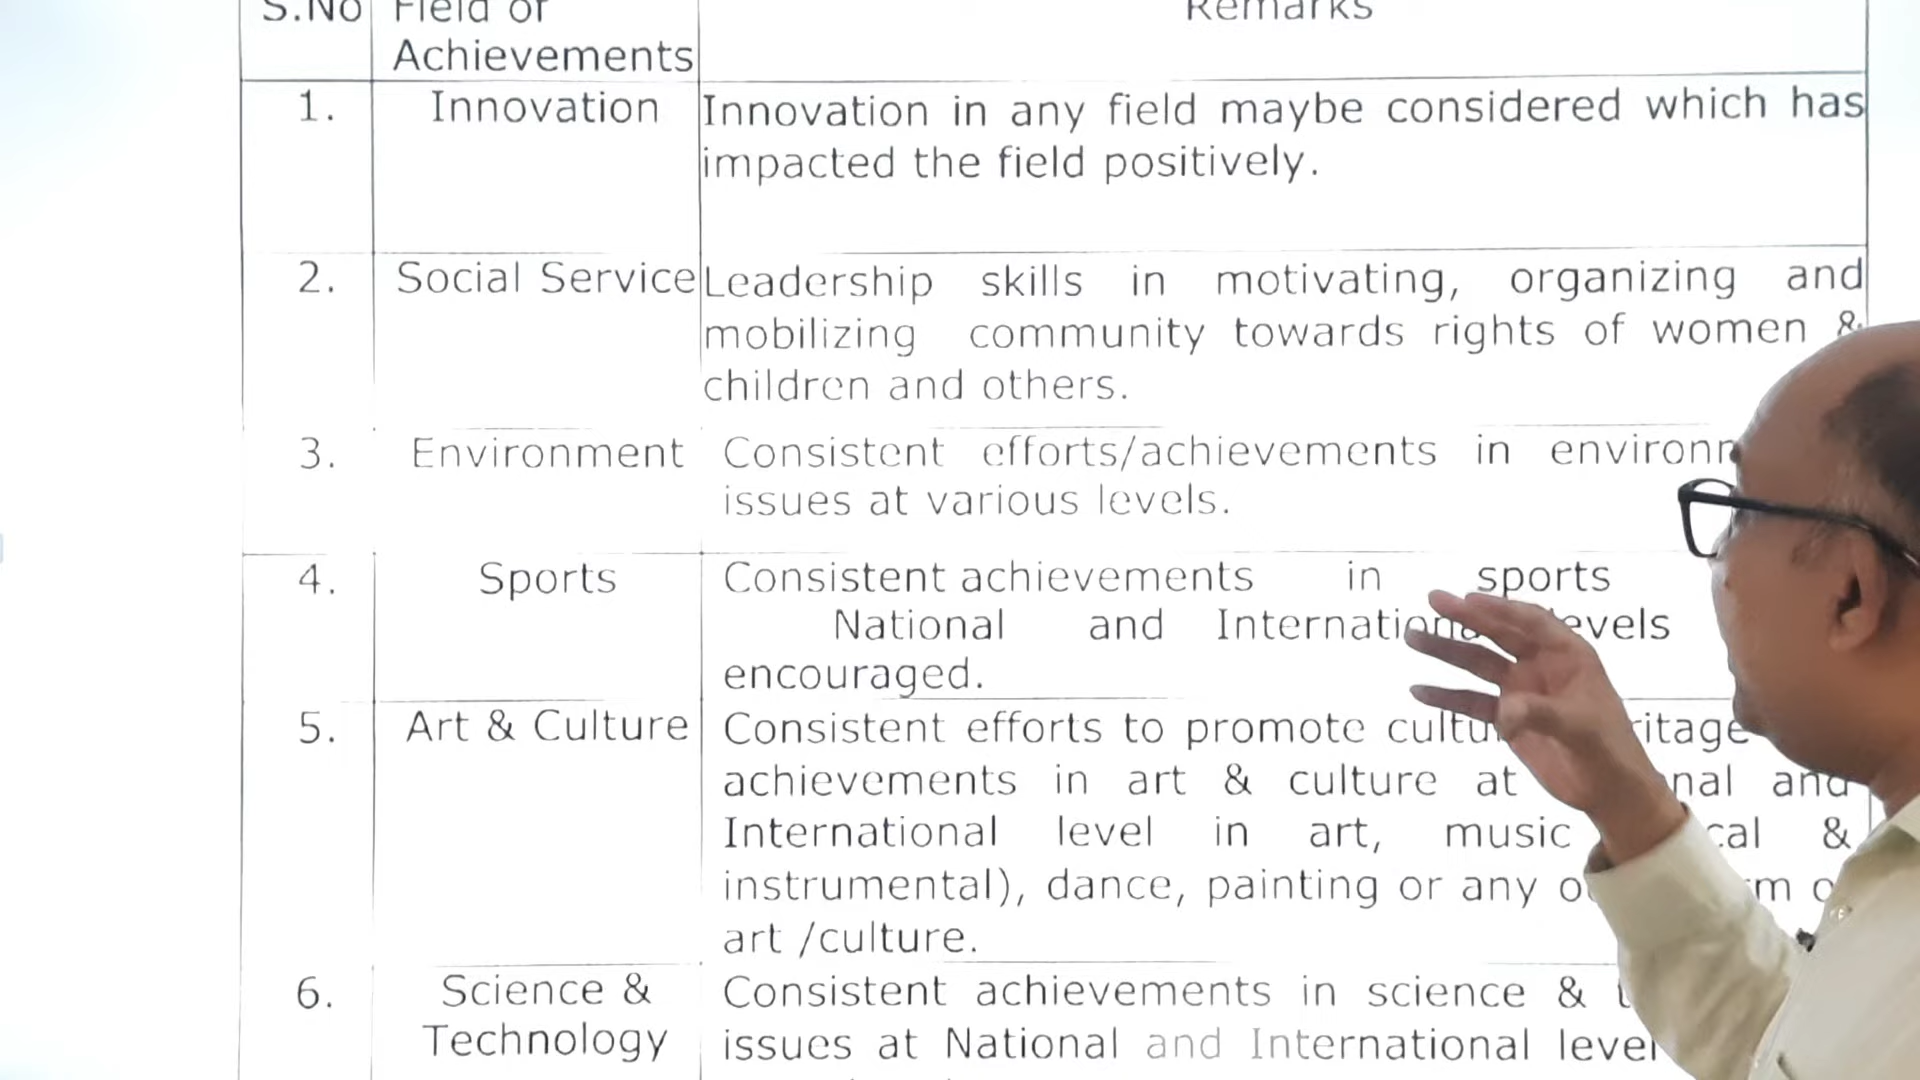 S.No Field of Remarks
Achievements
1. Innovation Innovation in any field maybe considered which has
impacted the field positively.
2. Social Service Leadership skills in motivating, organizing and
mobilizing community towards rights of women &
children and others.
3. Environment Consistent efforts/achievements in
issues at various levels.
4. Sports Consistent achievements in sports
National and International levels
encouraged.
5. Art & Culture Consistent efforts to promote
achievements in art & culture at and
International level in art, music &
instrumental), dance, painting or any
art /culture.
6. Science & Consistent achievements in science &
Technology issues at National and International level